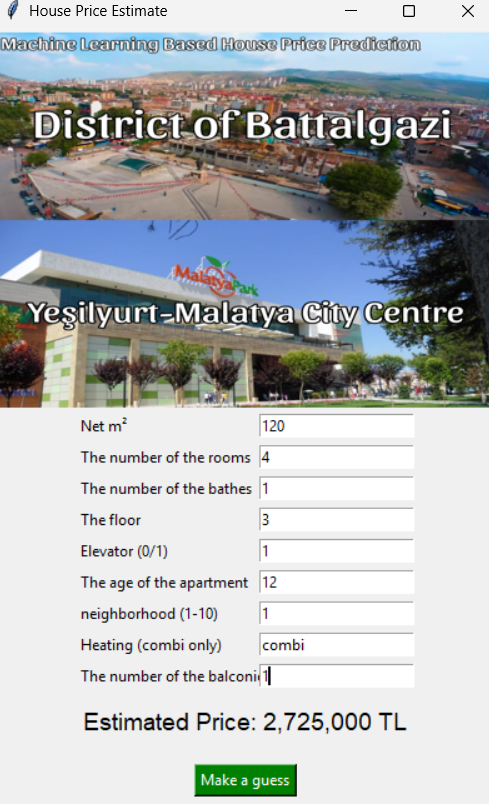 House Price Estimate
Machine Learning Based House Price Prediction
District of Battalgazi
MalatyaPark
Yeşilyurt-Malatya City Centre
Net m² 120
The number of the rooms 4
The number of the bathes 1
The floor 3
Elevator (0/1) 1
The age of the apartment 12
neighborhood (1-10) 1
Heating (combi only) combi
The number of the balconi 1
Estimated Price: 2,725,000 TL
Make a guess